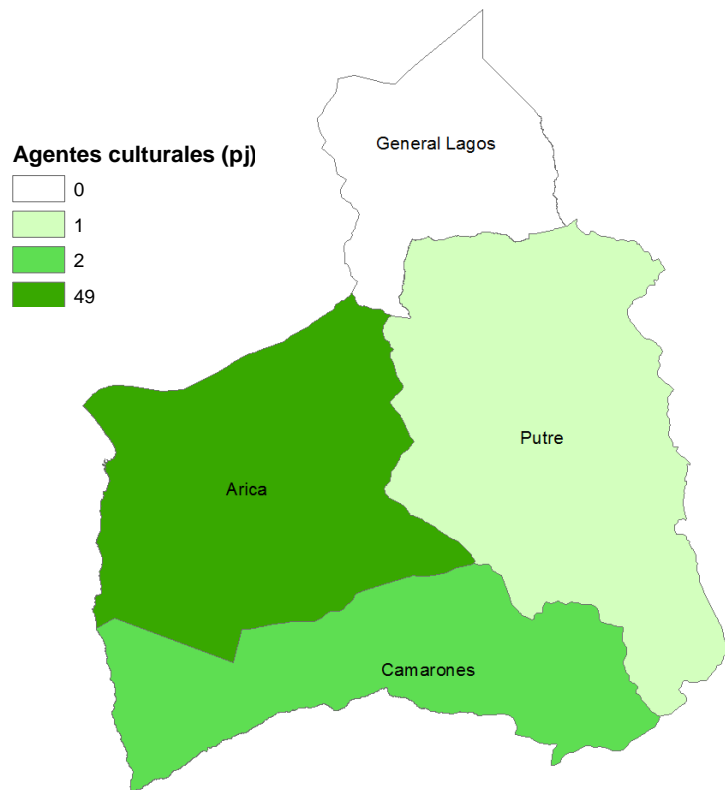 General Lagos
Agentes culturales (pj)
0
1
2
49
Putre
Arica
Camarones